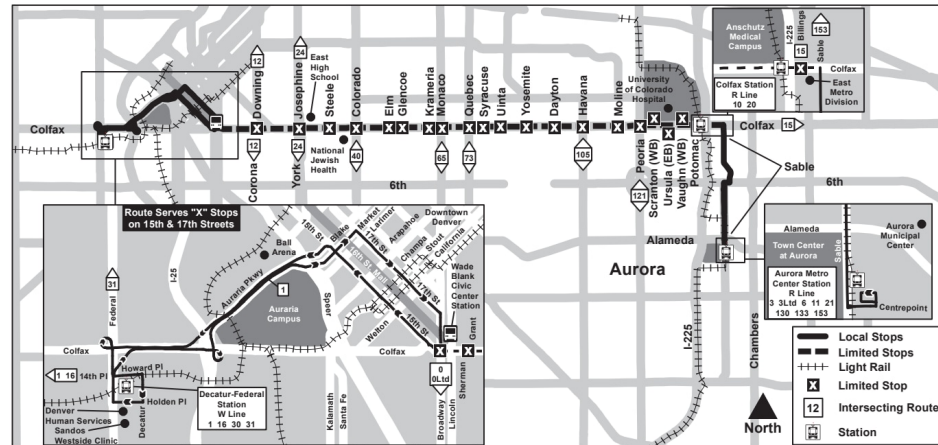 12
24
Downing
Josephine
East
High
School
Steele
Colorado
Elm
Glencoe
Krameria
Monaco
Quebec
Syracuse
Uinta
Yosemite
Dayton
Havana
Moline
University
of Colorado
Hospital
Colfax
Corona
12
York
24
National
Jewish
Health
40
65
73
105
Peoria
121
Scranton (WB)
Ursula (EB)
Vaughn (WB)
Potomac
Colfax
15
6th
6th
Sable
Alameda
Aurora
I-225
Chambers
North
Anschutz
Medical
Campus
I-225
Billings
15
Sable
153
Colfax
Colfax Station
R Line
10 20
East Metro
Division
Alameda
Town Center
at Aurora
Sable
Aurora
Municipal
Center
Aurora Metro
Center Station
R Line
3 3Ltd 6 11 21
130 133 153
Centrepoint
Route Serves "X" Stops
on 15th & 17th Streets
31
Federal
I-25
Ball
Arena
Auraria Pkwy
1
Auraria
Campus
Speer
15th St
Blake
Market
Larimer
17th St
16th St Mall
Arapahoe
Champa
Stout
California
Downtown
Denver
Wade
Blank
Civic
Center
Station
17th St
15th St
Welton
Grant
Colfax
Colfax
1 16
14th Pl
Howard Pl
Holden Pl
Decatur
Decatur-Federal
Station
W Line
1 16 30 31
Denver
Human Services
Sandos
Westside Clinic
Kalamath
Santa Fe
0
0Ltd
Broadway
Lincoln
Sherman
Local Stops
Limited Stops
Light Rail
X Limited Stop
12 Intersecting Route
Station